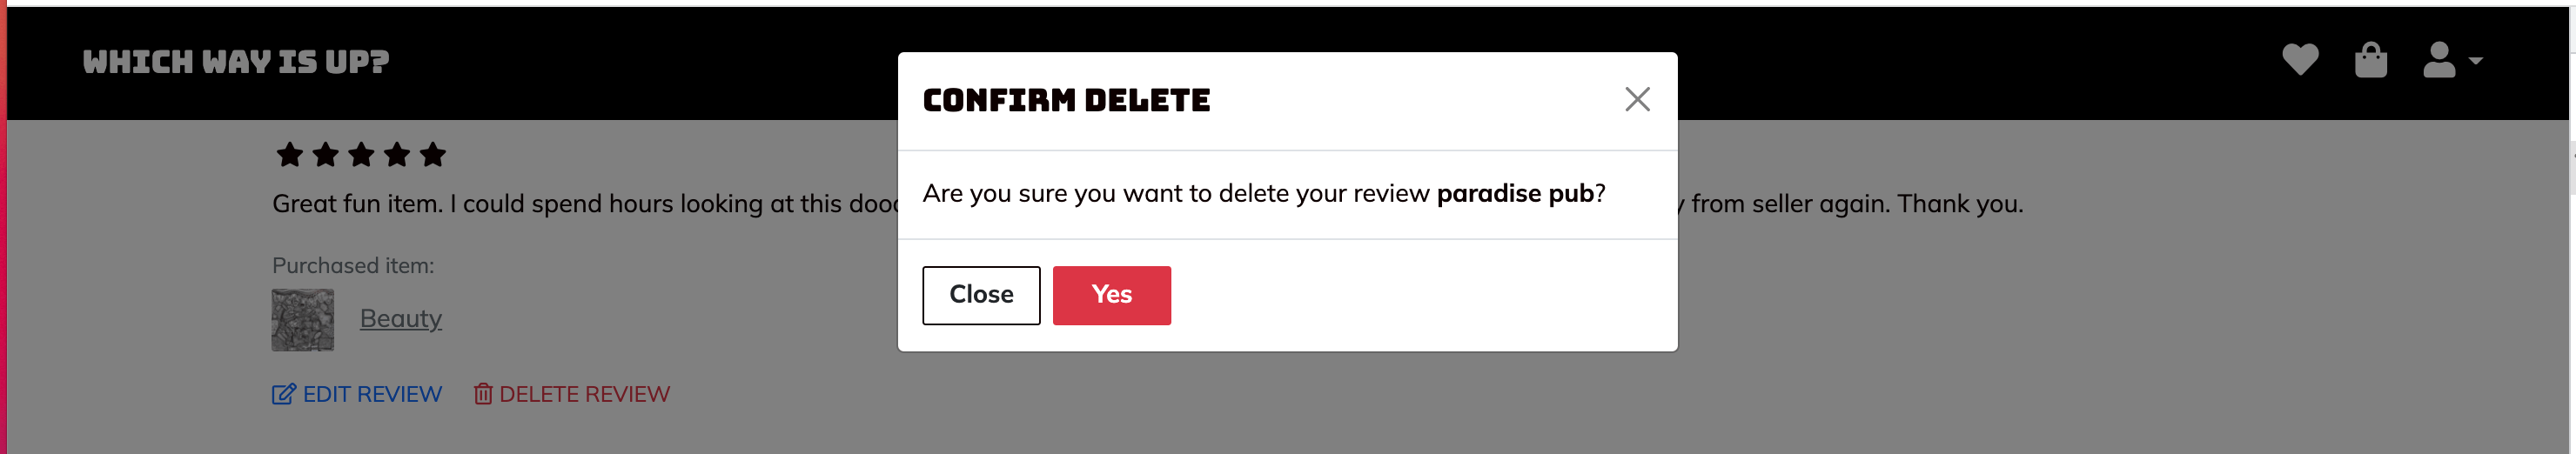 WHICH WAY IS UP?
CONFIRM DELETE
Are you sure you want to delete your review paradise pub?
Close
Yes
Great fun item. I could spend hours looking at this
from seller again. Thank you.
Purchased item:
Beauty
EDIT REVIEW
DELETE REVIEW